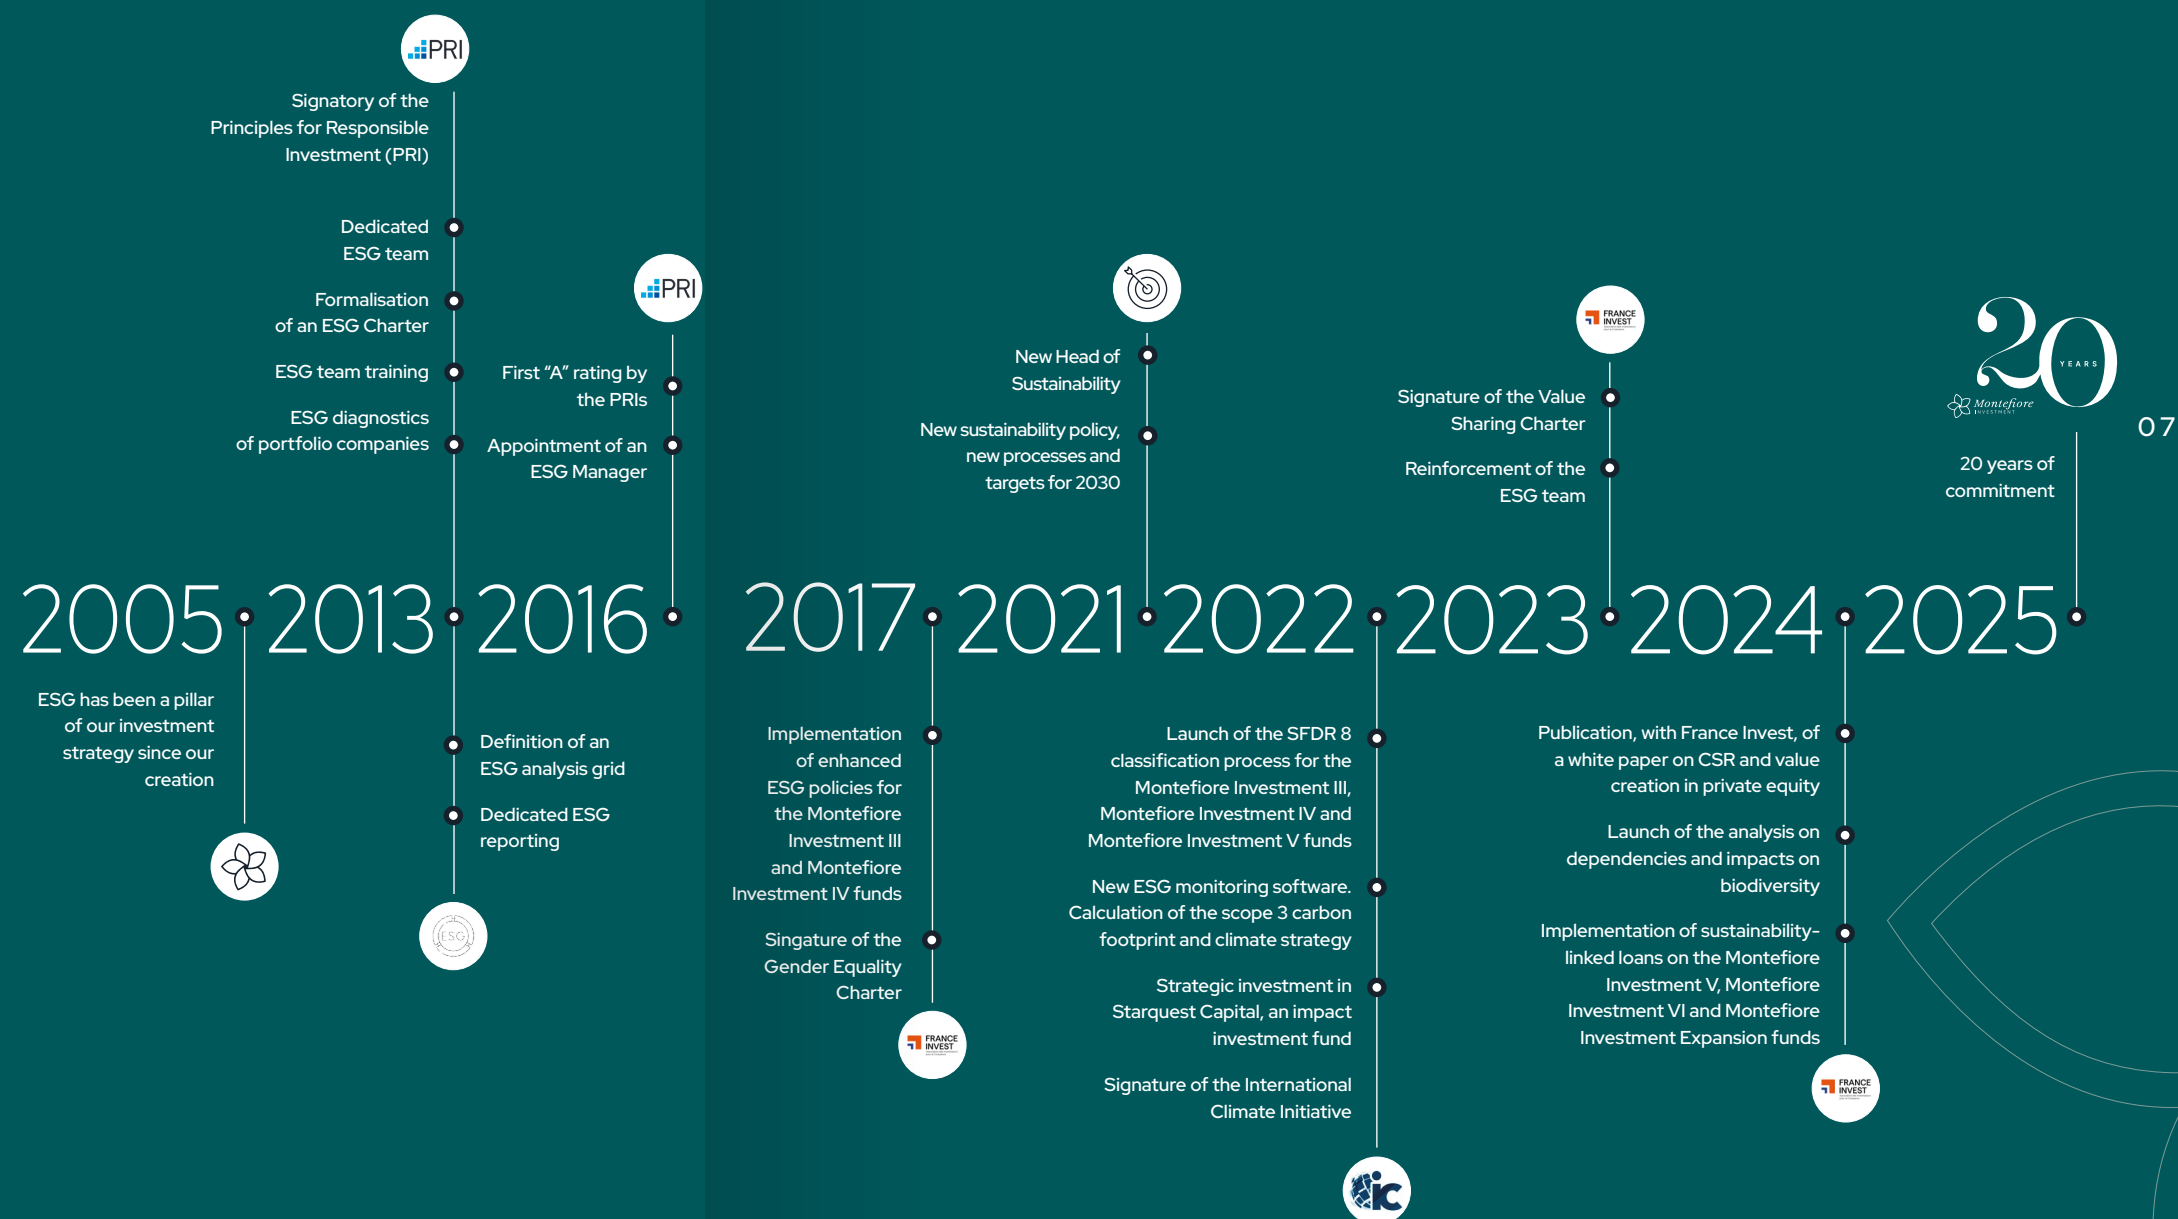 PRI
Signatory of the
Principles for Responsible
Investment (PRI)
Dedicated
ESG team
Formalisation
of an ESG Charter
ESG team training
ESG diagnostics
of portfolio companies
PRI
First “A” rating by
the PRIs
Appointment of an
ESG Manager
New Head of
Sustainability
New sustainability policy,
new processes and
targets for 2030
FRANCE
INVEST
Signature of the Value
Sharing Charter
Reinforcement of the
ESG team
20
YEARS
Montefiore
INVESTMENT
07
20 years of
commitment
2005 2013 2016 2017 2021 2022 2023 2024 2025
ESG has been a pillar
of our investment
strategy since our
creation
Definition of an
ESG analysis grid
Dedicated ESG
reporting
ESG
Implementation
of enhanced
ESG policies for
the Montefiore
Investment III
and Montefiore
Investment IV funds
Singature of the
Gender Equality
Charter
FRANCE
INVEST
Launch of the SFDR 8
classification process for the
Montefiore Investment III,
Montefiore Investment IV and
Montefiore Investment V funds
New ESG monitoring software.
Calculation of the scope 3 carbon
footprint and climate strategy
Strategic investment in
Starquest Capital, an impact
investment fund
Signature of the International
Climate Initiative
ic
Publication, with France Invest, of
a white paper on CSR and value
creation in private equity
Launch of the analysis on
dependencies and impacts on
biodiversity
Implementation of sustainability-
linked loans on the Montefiore
Investment V, Montefiore
Investment VI and Montefiore
Investment Expansion funds
FRANCE
INVEST